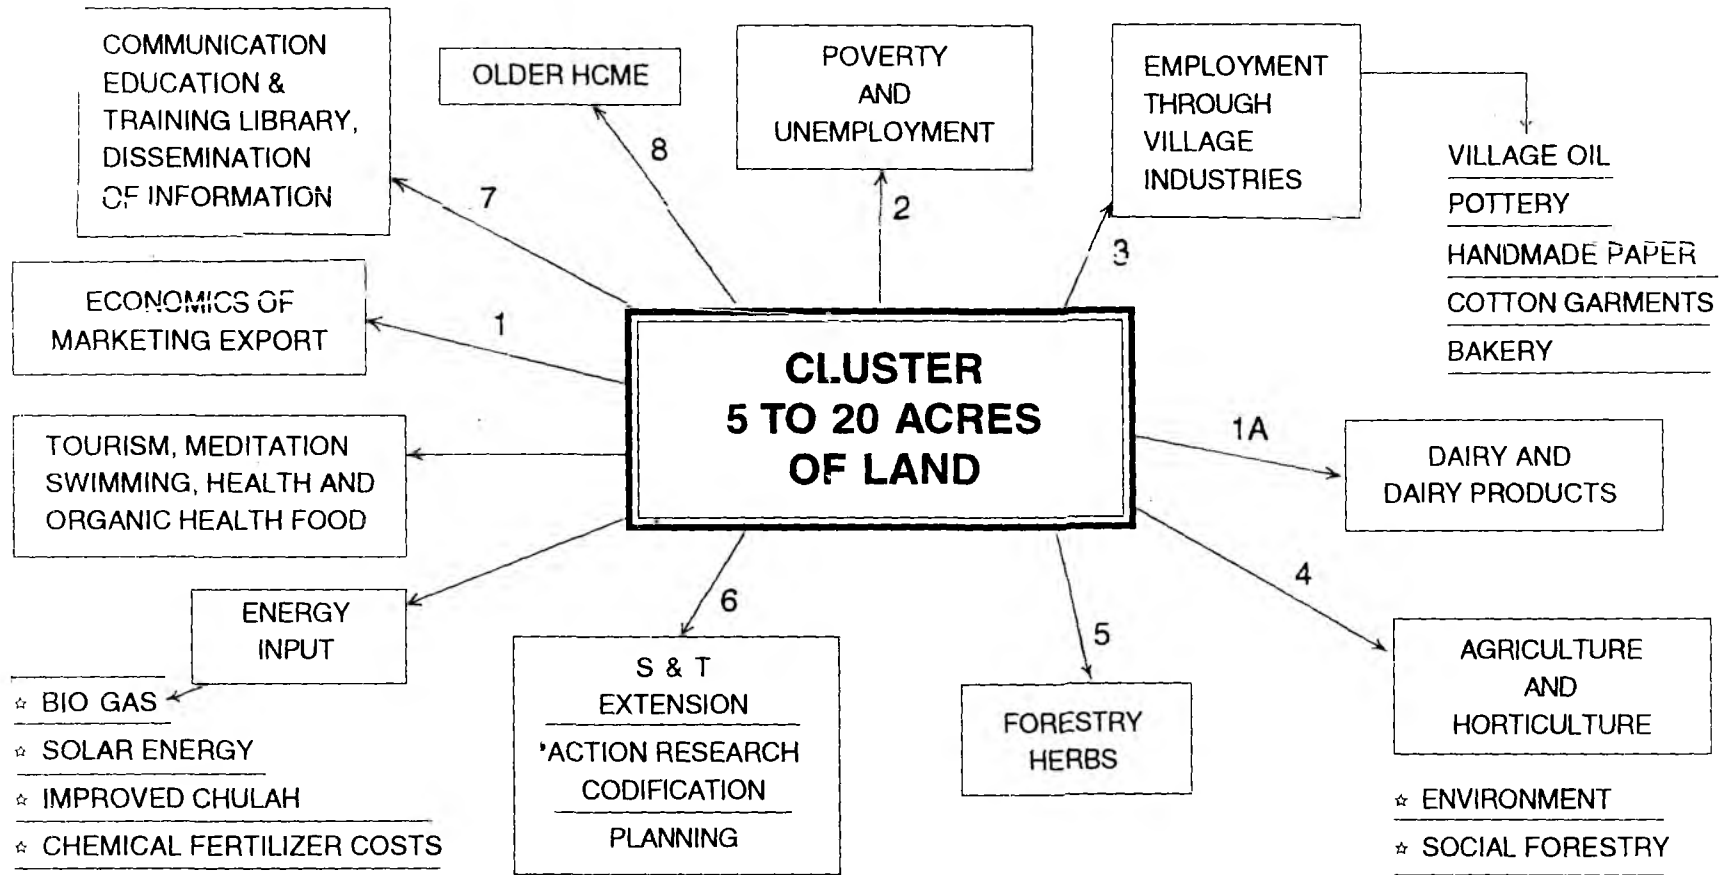 COMMUNICATION
EDUCATION &
TRAINING LIBRARY,
DISSEMINATION
OF INFORMATION
7
OLDER HCME
8
POVERTY
AND
UNEMPLOYMENT
2
EMPLOYMENT
THROUGH
VILLAGE
INDUSTRIES
3
VILLAGE OIL
POTTERY
HANDMADE PAPER
COTTON GARMENTS
BAKERY
ECONOMICS OF
MARKETING EXPORT
1
CLUSTER
5 TO 20 ACRES
OF LAND
1A
DAIRY AND
DAIRY PRODUCTS
TOURISM, MEDITATION
SWIMMING, HEALTH AND
ORGANIC HEALTH FOOD
ENERGY
INPUT
☆ BIO GAS
☆ SOLAR ENERGY
☆ IMPROVED CHULAH
☆ CHEMICAL FERTILIZER COSTS
6
S & T
EXTENSION
'ACTION RESEARCH
CODIFICATION
PLANNING
5
FORESTRY
HERBS
4
AGRICULTURE
AND
HORTICULTURE
☆ ENVIRONMENT
☆ SOCIAL FORESTRY